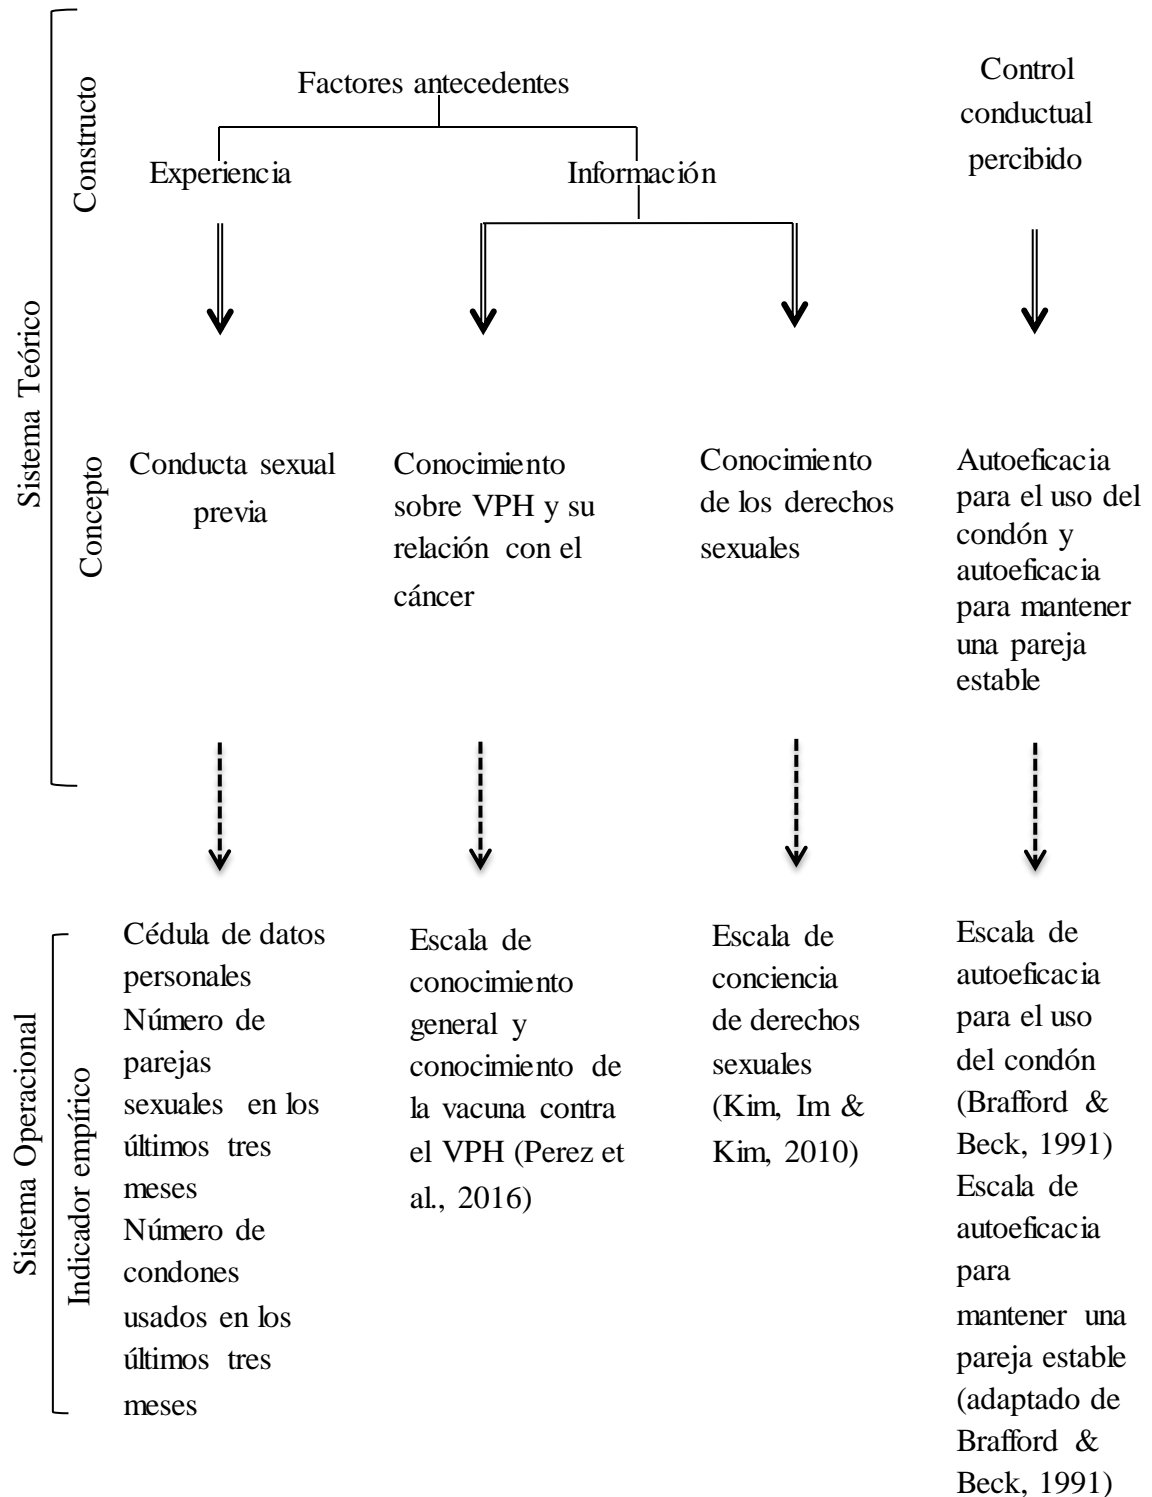 Sistema Teórico
Constructo
Factores antecedentes
Experiencia
Información
Control
conductual
percibido
Concepto
Conducta sexual
previa
Conocimiento
sobre VPH y su
relación con el
cáncer
Conocimiento
de los derechos
sexuales
Autoeficacia
para el uso del
condón y
autoeficacia
para mantener
una pareja
estable
Sistema Operacional
Indicador empírico
Cédula de datos
personales
Número de
parejas
sexuales en los
últimos tres
meses
Número de
condones
usados en los
últimos tres
meses
Escala de
conocimiento
general y
conocimiento de
la vacuna contra
el VPH (Perez et
al., 2016)
Escala de
conciencia
de derechos
sexuales
(Kim, Im &
Kim, 2010)
Escala de
autoeficacia
para el uso
del condón
(Brafford &
Beck, 1991)
Escala de
autoeficacia
para
mantener una
pareja estable
(adaptado de
Brafford &
Beck, 1991)